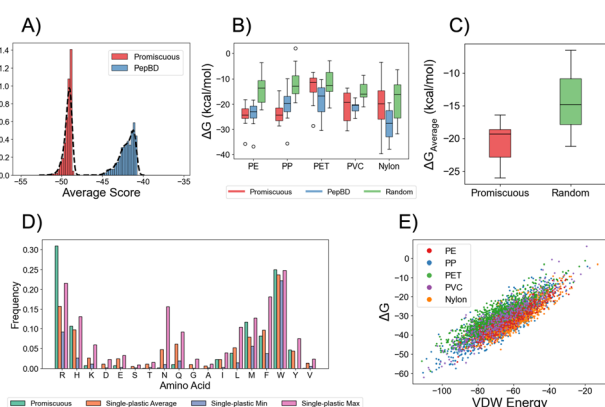 A)
1.4
1.2
1.0
0.8
0.6
0.4
0.2
0.0
Promiscuous
PepBD
−55 −50 −45 −40 −35
Average Score
B)
ΔG (kcal/mol)
0
−10
−20
−30
−40
PE PP PET PVC Nylon
Promiscuous PepBD Random
C)
ΔGAverage (kcal/mol)
−10
−15
−20
−25
Promiscuous Random
D)
Frequency
0.30
0.25
0.20
0.15
0.10
0.05
0.00
R H K D E S T N Q G A I L M F W Y V
Amino Acid
Promiscuous Single-plastic Average Single-plastic Min Single-plastic Max
E)
ΔG
0
−10
−20
−30
−40
−50
−60
PE
PP
PET
PVC
Nylon
−100 −80 −60 −40 −20
VDW Energy